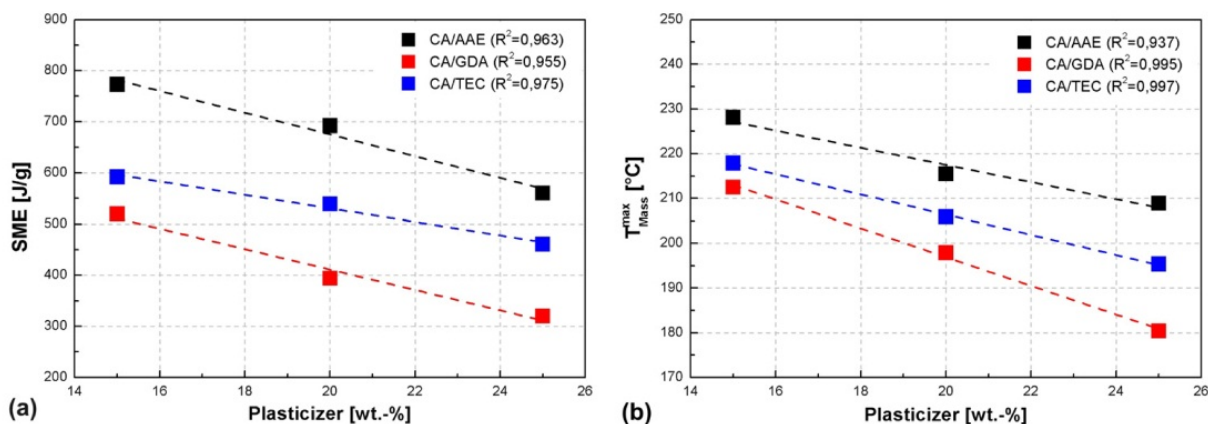 900
800
700
600
500
400
300
200
SME [J/g]
CA/AAE (R²=0,963)
CA/GDA (R²=0,955)
CA/TEC (R²=0,975)
14 16 18 20 22 24 26
Plasticizer [wt.-%]
(a)
250
240
230
220
210
200
190
180
170
T_Mass^max [°C]
CA/AAE (R²=0,937)
CA/GDA (R²=0,995)
CA/TEC (R²=0,997)
14 16 18 20 22 24 26
Plasticizer [wt.-%]
(b)